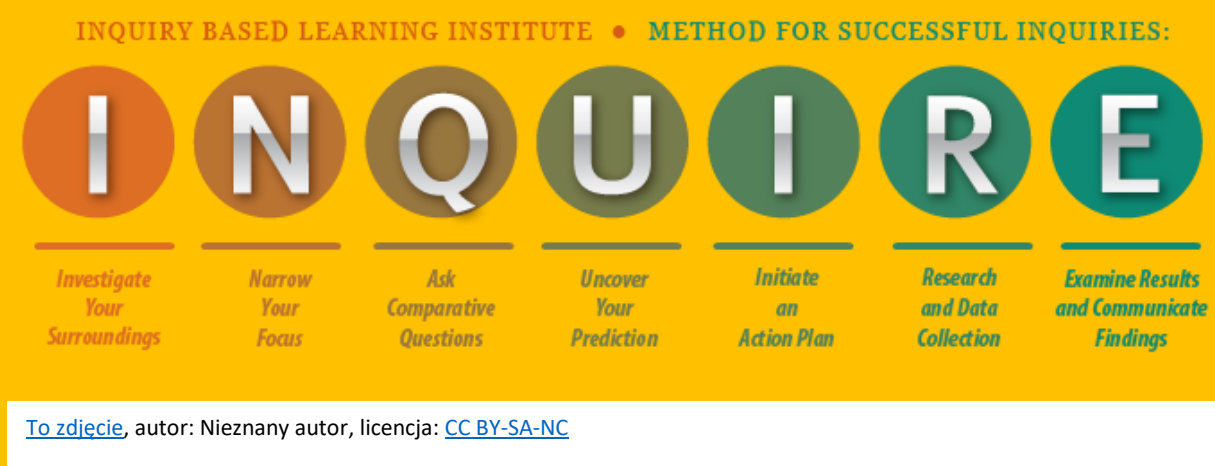 INQUIRY BASED LEARNING INSTITUTE • METHOD FOR SUCCESSFUL INQUIRIES:
I N Q U I R E
Investigate
Your
Surroundings
Narrow
Your
Focus
Ask
Comparative
Questions
Uncover
Your
Prediction
Initiate
an
Action Plan
Research
and Data
Collection
Examine Results
and Communicate
Findings
To zdjęcie, autor: Nieznany autor, licencja: CC BY-SA-NC